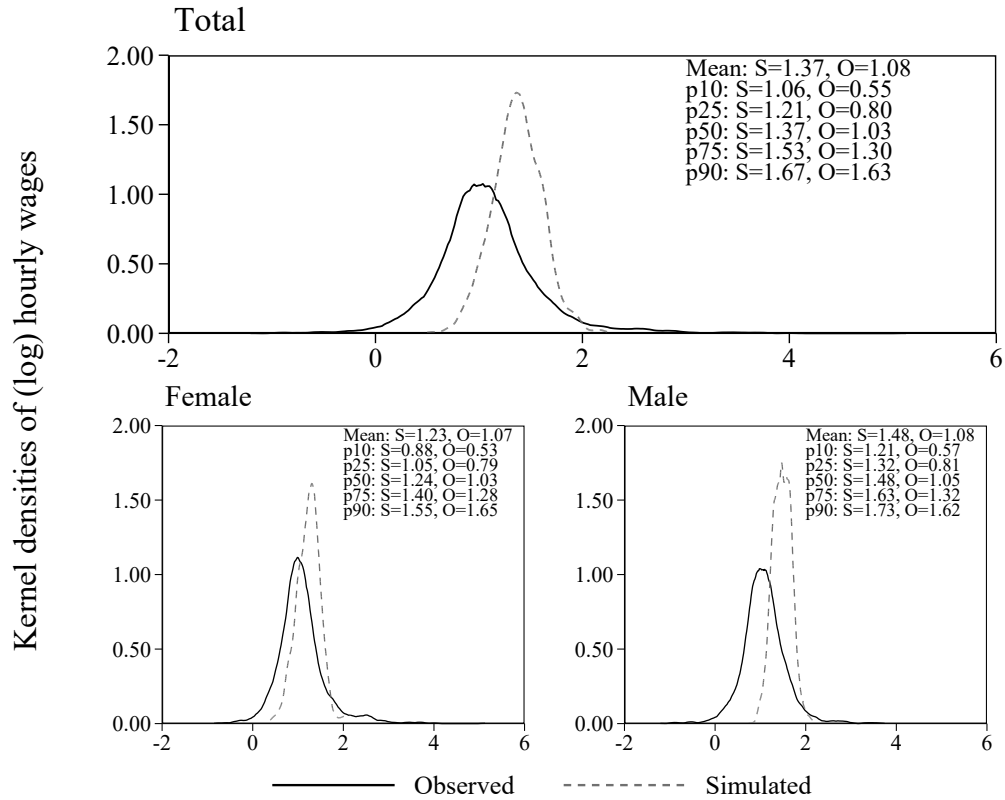 Total
Kernel densities of (log) hourly wages
2.00
1.50
1.00
0.50
0.00
-2
0
2
4
6
Mean: S=1.37, O=1.08
p10: S=1.06, O=0.55
p25: S=1.21, O=0.80
p50: S=1.37, O=1.03
p75: S=1.53, O=1.30
p90: S=1.67, O=1.63
Female
2.00
1.50
1.00
0.50
0.00
-2
0
2
4
6
Mean: S=1.23, O=1.07
p10: S=0.88, O=0.53
p25: S=1.05, O=0.79
p50: S=1.24, O=1.03
p75: S=1.40, O=1.28
p90: S=1.55, O=1.65
Male
2.00
1.50
1.00
0.50
0.00
-2
0
2
4
6
Mean: S=1.48, O=1.08
p10: S=1.21, O=0.57
p25: S=1.32, O=0.81
p50: S=1.48, O=1.05
p75: S=1.63, O=1.32
p90: S=1.73, O=1.62
Observed
Simulated